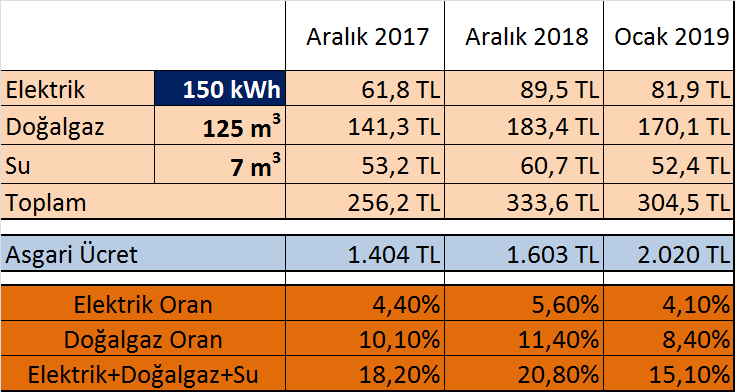 Aralık 2017 Aralık 2018 Ocak 2019
Elektrik 150 kWh 61,8 TL 89,5 TL 81,9 TL
Doğalgaz 125 m³ 141,3 TL 183,4 TL 170,1 TL
Su 7 m³ 53,2 TL 60,7 TL 52,4 TL
Toplam 256,2 TL 333,6 TL 304,5 TL
Asgari Ücret 1.404 TL 1.603 TL 2.020 TL
Elektrik Oran 4,40% 5,60% 4,10%
Doğalgaz Oran 10,10% 11,40% 8,40%
Elektrik+Doğalgaz+Su 18,20% 20,80% 15,10%